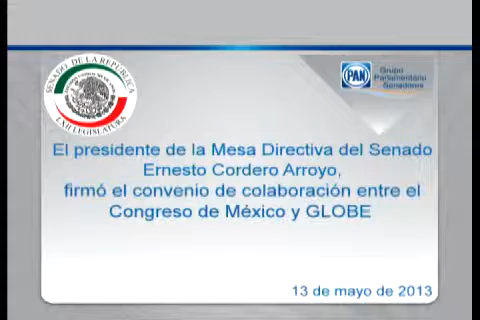 SENADO DE LA REPÚBLICA
LXII LEGISLATURA
PAN
Grupo
Parlamentario
Senadores
El presidente de la Mesa Directiva del Senado
Ernesto Cordero Arroyo,
firmó el convenio de colaboración entre el
Congreso de México y GLOBE
13 de mayo de 2013